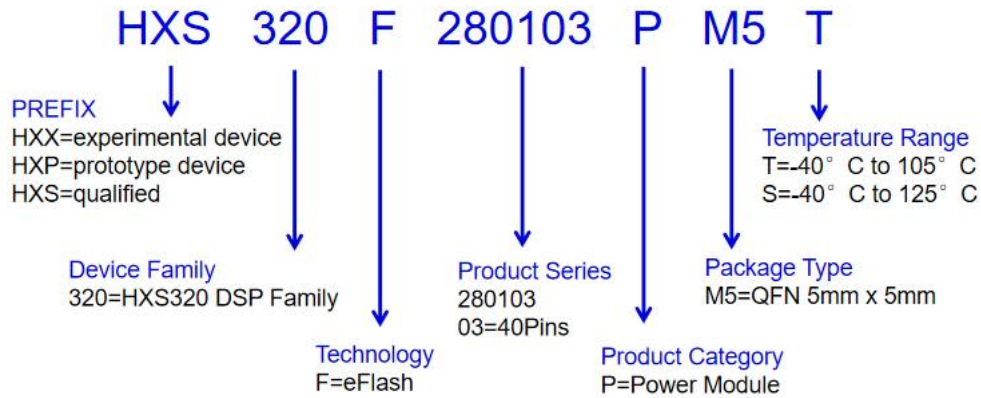 HXS 320 F 280103 P M5 T
PREFIX
HXX=experimental device
HXP=prototype device
HXS=qualified
Temperature Range
T=-40° C to 105° C
S=-40° C to 125° C
Device Family
320=HXS320 DSP Family
Product Series
280103
03=40Pins
Package Type
M5=QFN 5mm x 5mm
Technology
F=eFlash
Product Category
P=Power Module